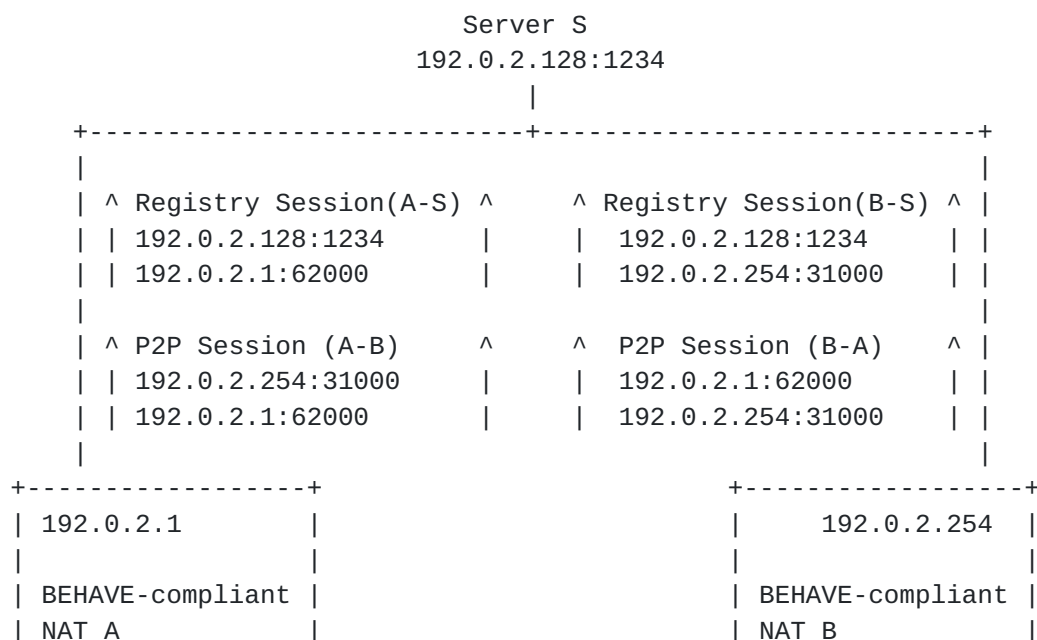 Server S
                          192.0.2.128:1234
                                 |
    +----------------------------+----------------------------+
    |                                                         |
    | ^ Registry Session(A-S) ^     ^ Registry Session(B-S) ^ |
    | | 192.0.2.128:1234      |     |  192.0.2.128:1234     | |
    | | 192.0.2.1:62000       |     |  192.0.2.254:31000    | |
    |                                                         |
    | ^ P2P Session (A-B)     ^     ^  P2P Session (B-A)    ^ |
    | | 192.0.2.254:31000     |     |  192.0.2.1:62000      | |
    | | 192.0.2.1:62000       |     |  192.0.2.254:31000    | |
    |                                                         |
+------------------+                          +------------------+
| 192.0.2.1        |                          |     192.0.2.254  |
|                  |                          |                  |
| BEHAVE-compliant |                          | BEHAVE-compliant |
| NAT A            |                          | NAT B            |